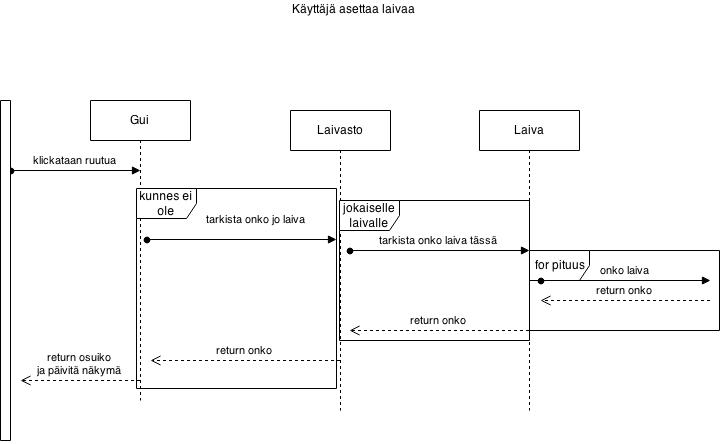 Käyttäjä asettaa laivaa
Gui
Laivasto
Laiva
klickataan ruutua
kunnes ei
ole
tarkista onko jo laiva
jokaiselle
laivalle
tarkista onko laiva tässä
for pituus
onko laiva
return onko
return onko
return onko
return osuiko
ja päivitä näkymä